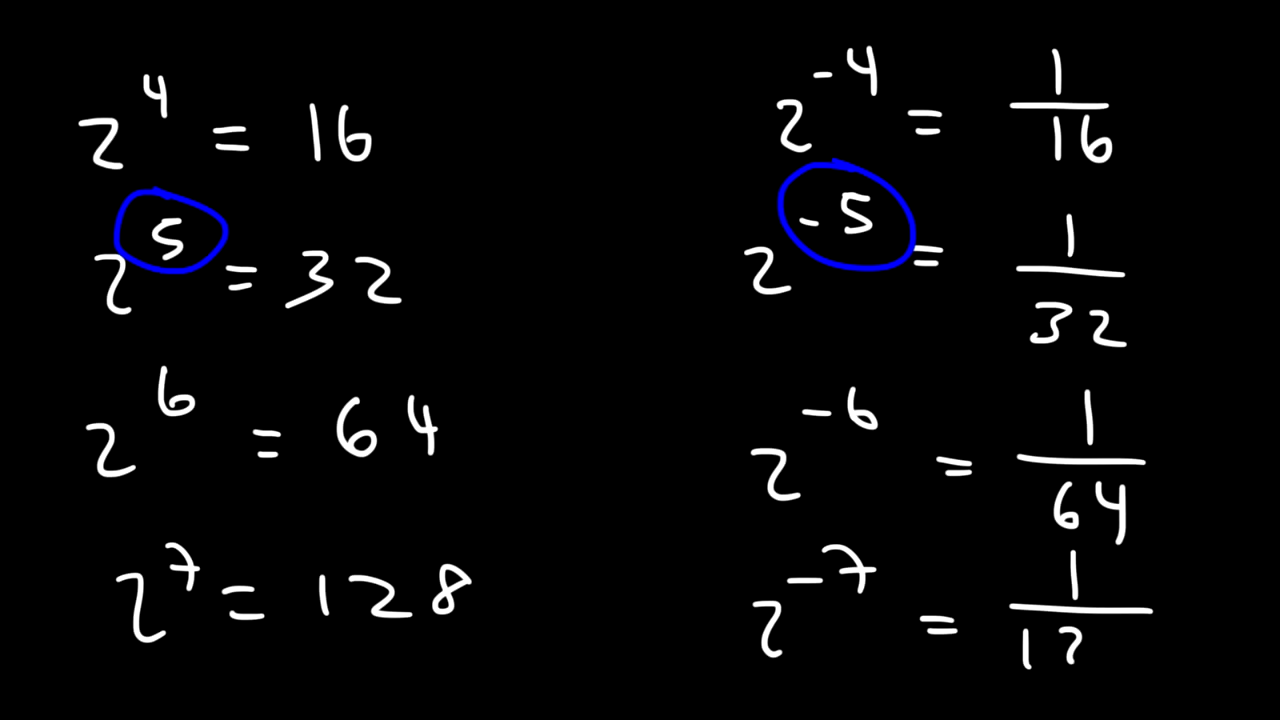 2^4 = 16
2^5 = 32
2^6 = 64
2^7 = 128
2^-4 = 1/16
2^-5 = 1/32
2^-6 = 1/64
2^-7 = 1/12